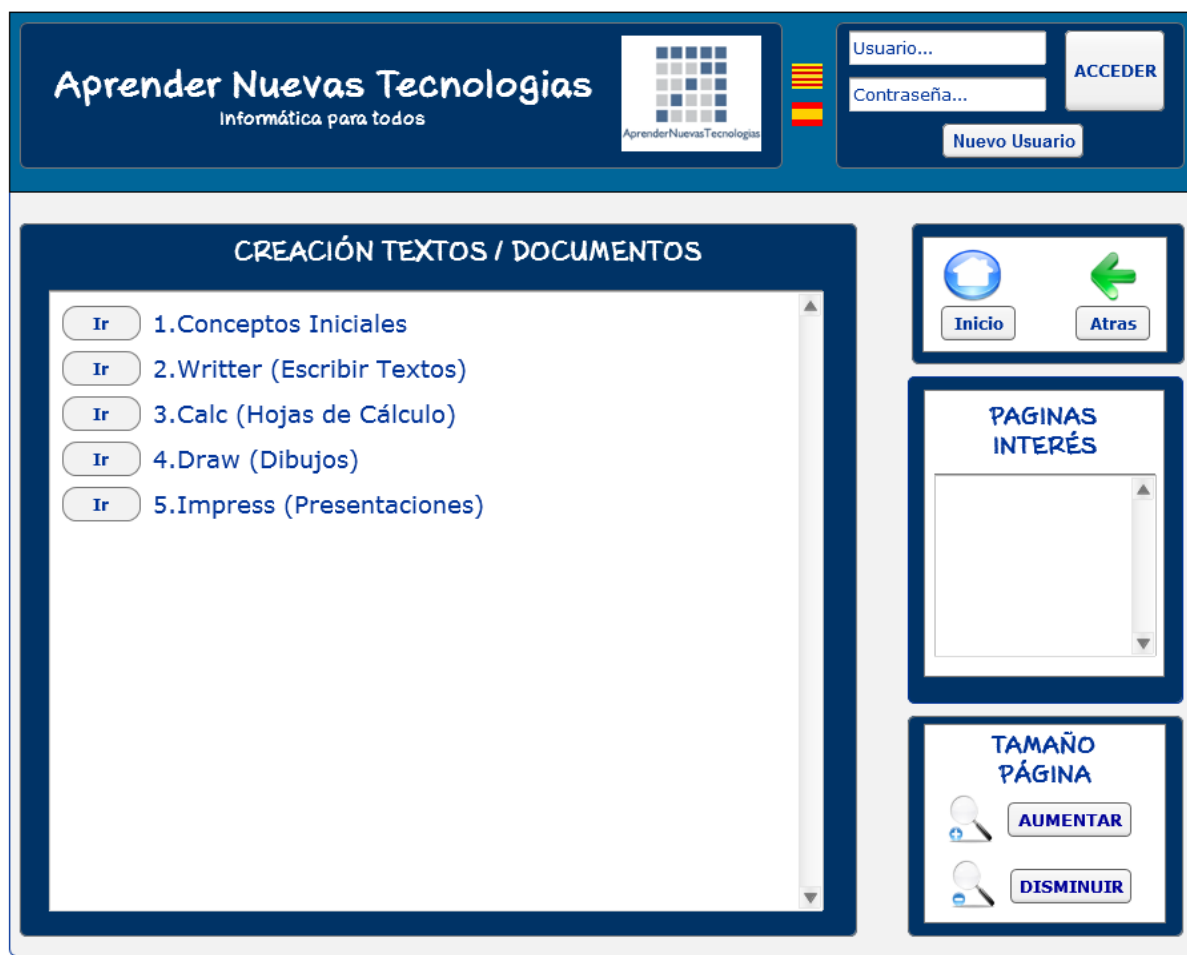 Aprender Nuevas Tecnologias
Informática para todos
AprenderNuevasTecnologias
Usuario...
Contraseña...
ACCEDER
Nuevo Usuario
CREACIÓN TEXTOS / DOCUMENTOS
Ir 1.Conceptos Iniciales
Ir 2.Writter (Escribir Textos)
Ir 3.Calc (Hojas de Cálculo)
Ir 4.Draw (Dibujos)
Ir 5.Impress (Presentaciones)
Inicio Atras
PAGINAS
INTERÉS
TAMAÑO
PÁGINA
AUMENTAR
DISMINUIR